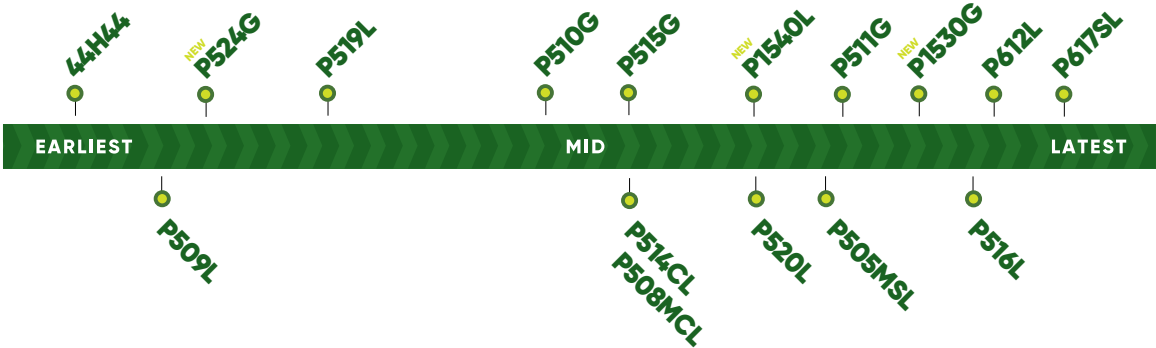 44H44
NEW
P524G
P519L
P510G
P515G
NEW
P1540L
P511G
NEW
P1530G
P612L
P617SL
EARLIEST
MID
LATEST
P509L
P514CL
P508MCL
P520L
P505MSL
P516L